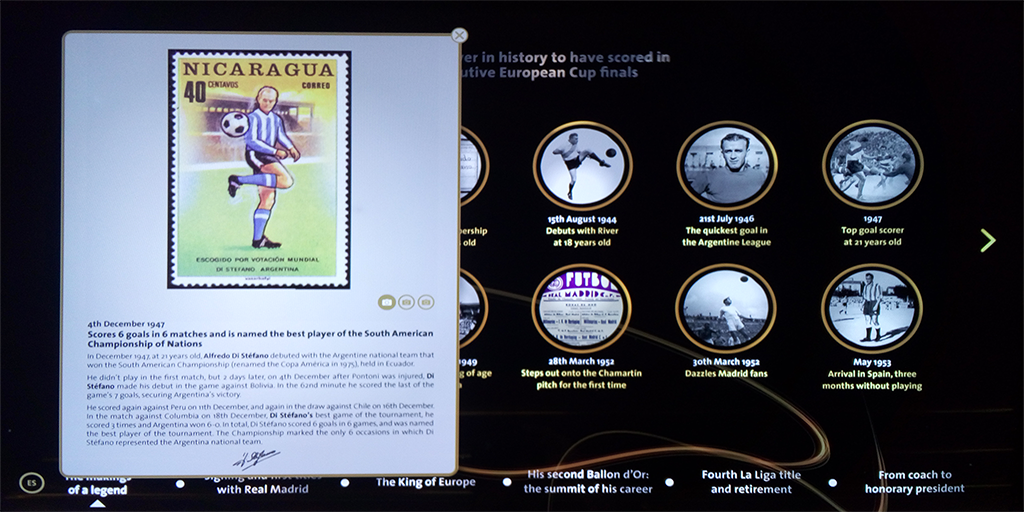 NICARAGUA
40 CENTAVOS CORREO
ESCOGIDO POR VOTACIÓN MUNDIAL
DI STEFANO. ARGENTINA
4th December 1947
Scores 6 goals in 6 matches and is named the best player of the South American
Championship of Nations
In December 1947, at 21 years old, Alfredo Di Stéfano debuted with the Argentine national team that
won the South American Championship (renamed the Copa América in 1975), held in Ecuador.
He didn't play in the first match, but 2 days later, on 4th December after Pontoni was injured, Di
Stéfano made his debut in the game against Bolivia. In the 62nd minute he scored the last of the
game's 7 goals, securing Argentina's victory.
He scored again against Peru on 11th December, and again in the draw against Chile on 16th December.
In the match against Columbia on 18th December, Di Stéfano's best game of the tournament, he
scored 3 times and Argentina won 6-0. In total, Di Stéfano scored 6 goals in 6 games, and was named
the best player of the tournament. The Championship marked the only 6 occasions in which Di
Stéfano represented the Argentina national team.
er in history to have scored in
utive European Cup finals
ership
old
15th August 1944
Debuts with River
at 18 years old
21st July 1946
The quickest goal in
the Argentine League
1947
Top goal scorer
at 21 years old
FUTBOL
REAL MADRID
949
g of age
s
28th March 1952
Steps out onto the Chamartín
pitch for the first time
30th March 1952
Dazzles Madrid fans
May 1953
Arrival in Spain, three
months without playing
ES
The makings
of a legend
with Real Madrid
The King of Europe
His second Ballon d'Or:
the summit of his career
Fourth La Liga title
and retirement
From coach to
honorary president